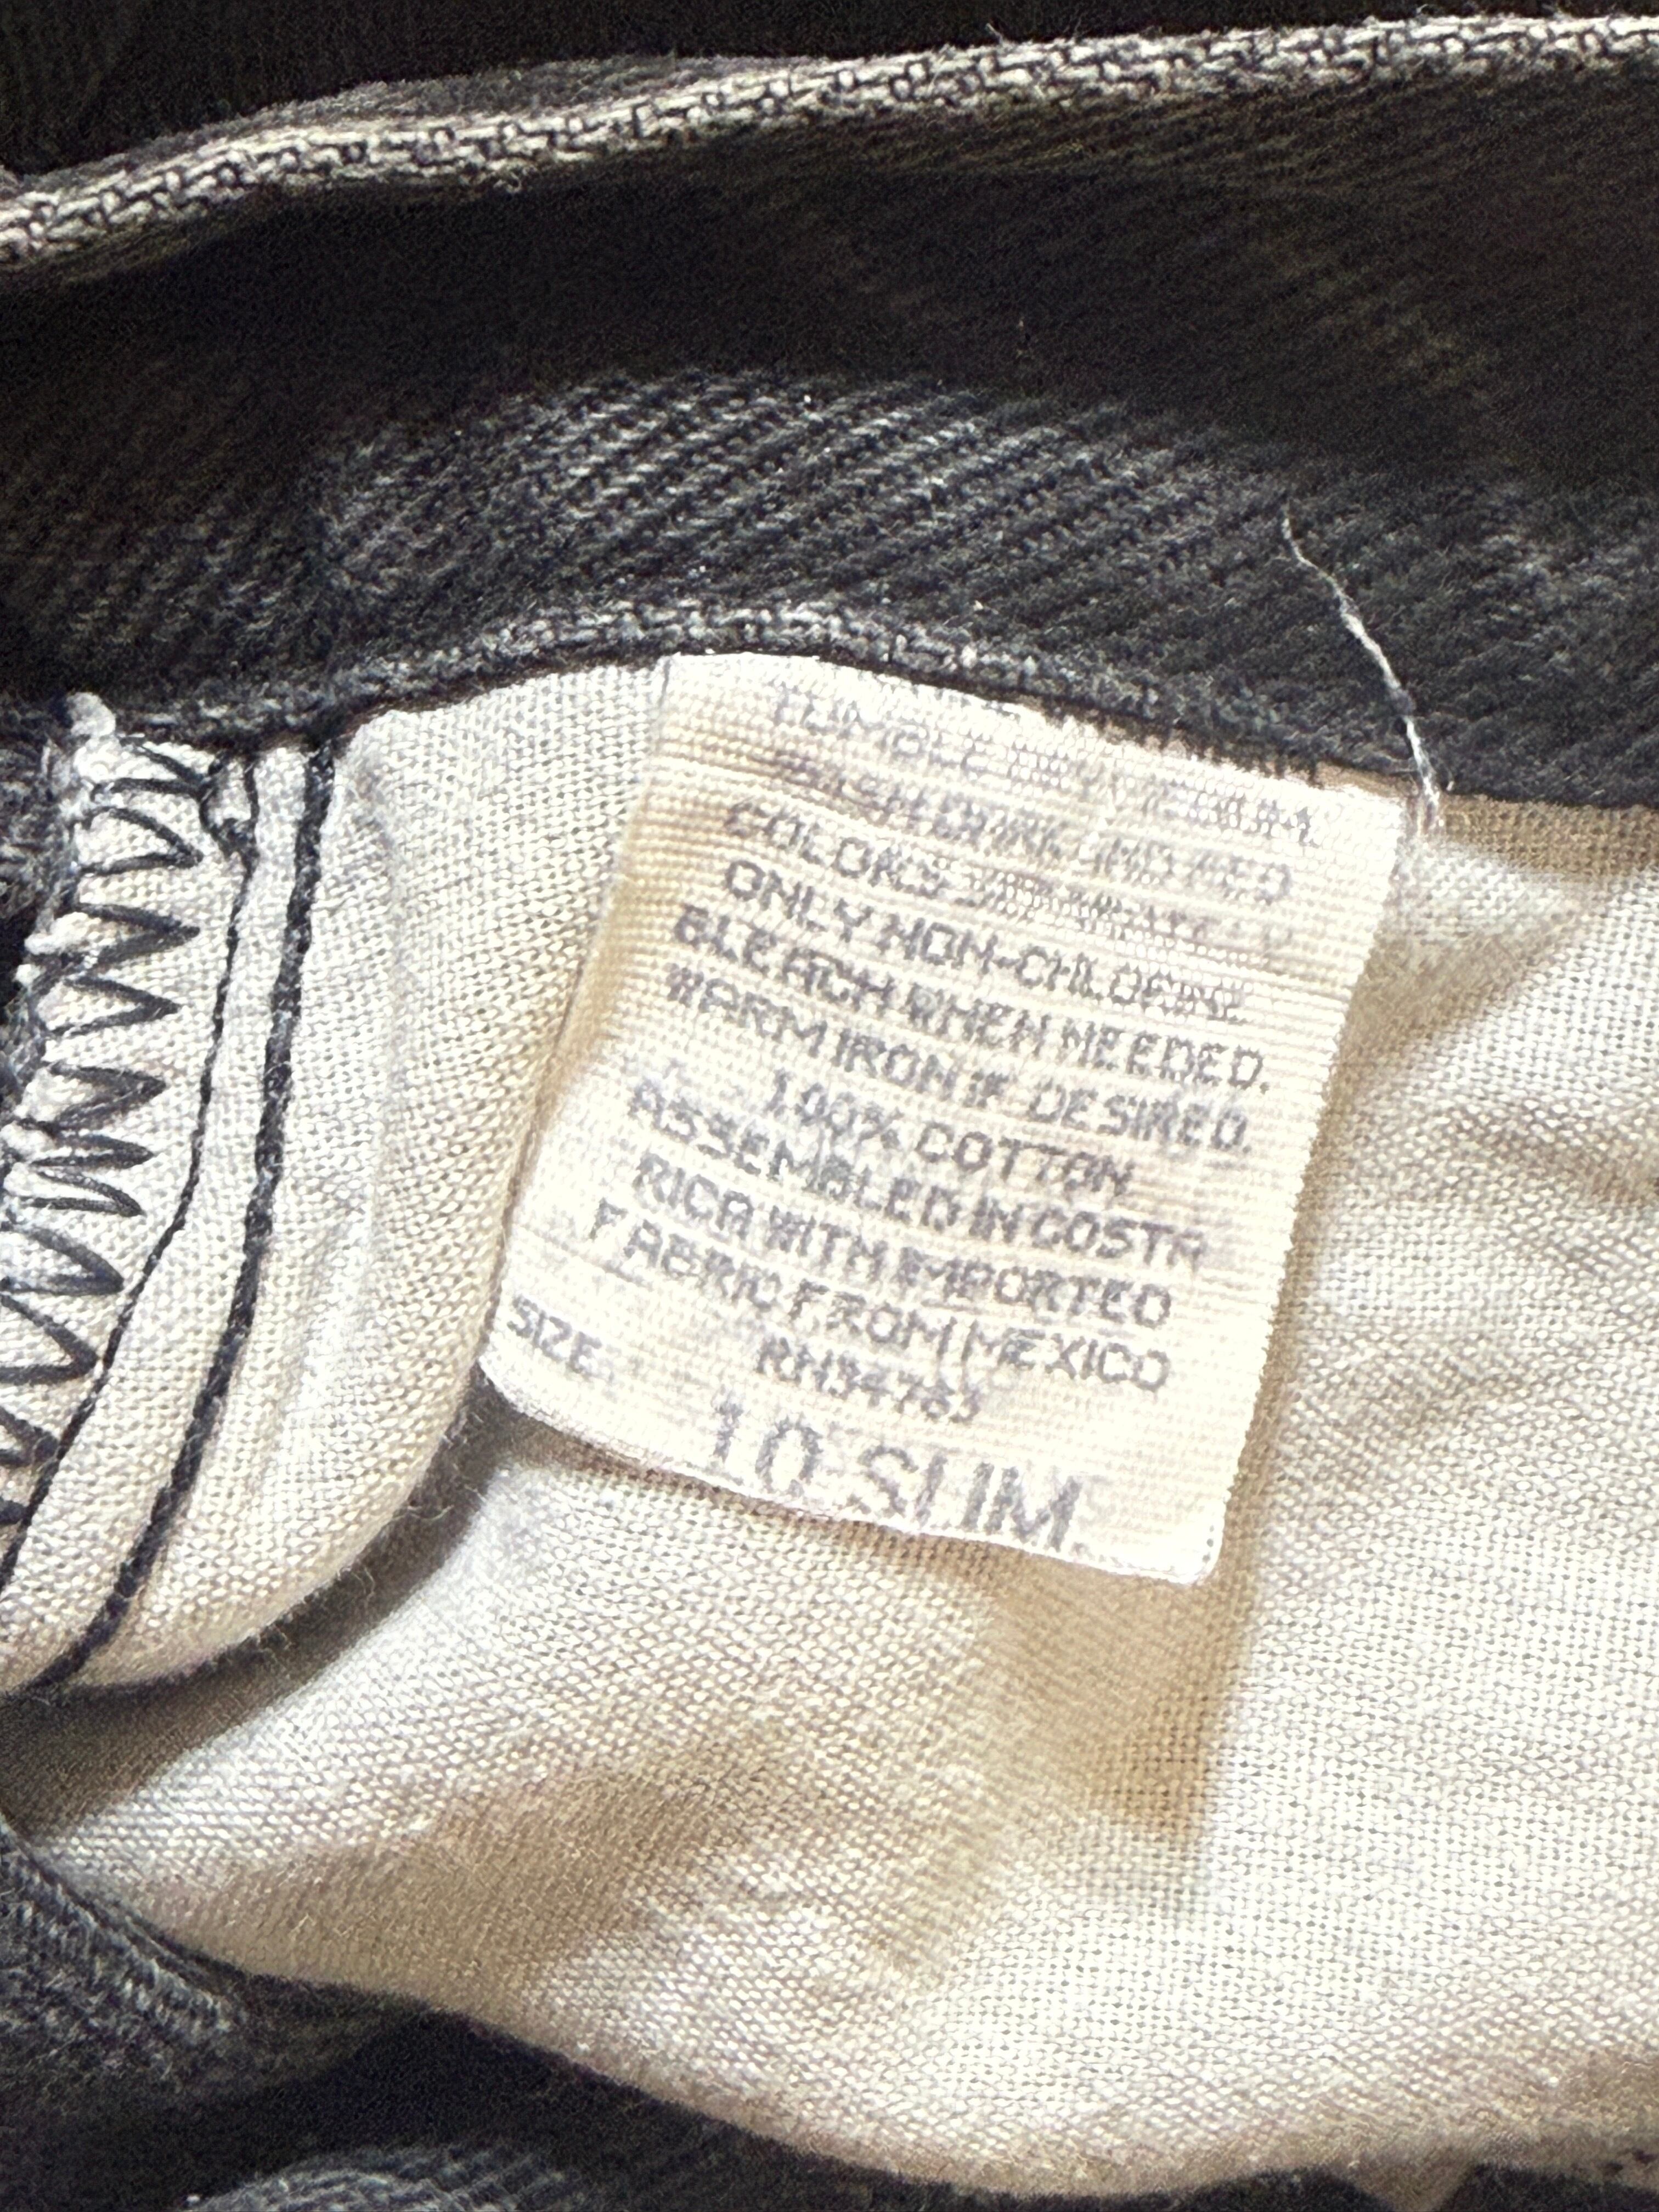 TUMBLE
COLORS
ONLY NON-CHLORINE
BLEACH WHEN NEEDED.
WARM IRON IF DESIRED.
100% COTTON
ASSEMBLED IN COSTA
RICA WITH IMPORTED
FABRIC FROM MEXICO
SIZE:
10 SLIM